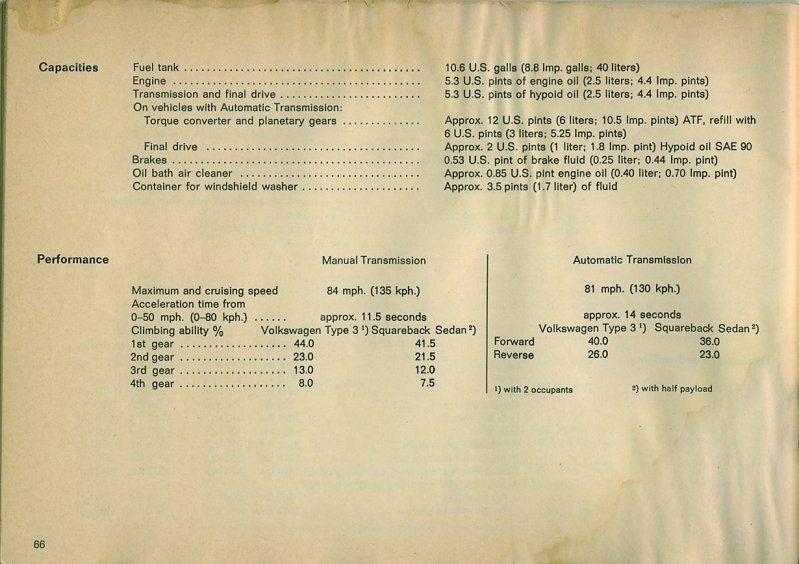 Capacities Fuel tank ........................................ 10.6 U.S. galls (8.8 Imp. galls; 40 liters)
Engine .......................................... 5.3 U.S. pints of engine oil (2.5 liters; 4.4 Imp. pints)
Transmission and final drive ........................ 5.3 U.S. pints of hypoid oil (2.5 liters; 4.4 Imp. pints)
On vehicles with Automatic Transmission:
Torque converter and planetary gears ............. Approx. 12 U.S. pints (6 liters; 10.5 Imp. pints) ATF, refill with
6 U.S. pints (3 liters; 5.25 Imp. pints)
Final drive .................................... Approx. 2 U.S. pints (1 liter; 1.8 Imp. pint) Hypoid oil SAE 90
Brakes .......................................... 0.53 U.S. pint of brake fluid (0.25 liter; 0.44 Imp. pint)
Oil bath air cleaner ............................... Approx. 0.85 U.S. pint engine oil (0.40 liter; 0.70 Imp. pint)
Container for windshield washer .................... Approx. 3.5 pints (1.7 liter) of fluid
Performance Manual Transmission Automatic Transmission
Maximum and cruising speed 84 mph. (135 kph.) 81 mph. (130 kph.)
Acceleration time from
0–50 mph. (0–80 kph.) ...... approx. 11.5 seconds approx. 14 seconds
Climbing ability % Volkswagen Type 3 ¹) Squareback Sedan ²) Volkswagen Type 3 ¹) Squareback Sedan ²)
1st gear ................... 44.0 41.5 Forward 40.0 36.0
2nd gear ................... 23.0 21.5 Reverse 26.0 23.0
3rd gear ................... 13.0 12.0
4th gear ................... 8.0 7.5 ¹) with 2 occupants ²) with half payload
66